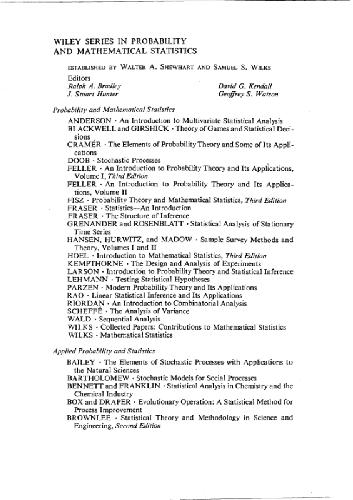 WILEY SERIES IN PROBABILITY
AND MATHEMATICAL STATISTICS
ESTABLISHED BY WALTER A. SHEWHART AND SAMUEL S. WILKS
Editors
Ralph A. Bradley David G. Kendall
J. Stuart Hunter Geoffrey S. Watson
Probability and Mathematical Statistics
ANDERSON · An Introduction to Multivariate Statistical Analysis
BLACKWELL and GIRSHICK · Theory of Games and Statistical Deci-
sions
CRAMÉR · The Elements of Probability Theory and Some of Its Appli-
cations
DOOB · Stochastic Processes
FELLER · An Introduction to Probability Theory and Its Applications,
Volume I, Third Edition
FELLER · An Introduction to Probability Theory and Its Applica-
tions, Volume II
FISZ · Probability Theory and Mathematical Statistics, Third Edition
FRASER · Statistics—An Introduction
FRASER · The Structure of Inference
GRENANDER and ROSENBLATT · Statistical Analysis of Stationary
Time Series
HANSEN, HURWITZ, and MADOW · Sample Survey Methods and
Theory, Volumes I and II
HOEL · Introduction to Mathematical Statistics, Third Edition
KEMPTHORNE · The Design and Analysis of Experiments
LARSON · Introduction to Probability Theory and Statistical Inference
LEHMANN · Testing Statistical Hypotheses
PARZEN · Modern Probability Theory and Its Applications
RAO · Linear Statistical Inference and Its Applications
RIORDAN · An Introduction to Combinatorial Analysis
SCHEFFÉ · The Analysis of Variance
WALD · Sequential Analysis
WILKS · Collected Papers: Contributions to Mathematical Statistics
WILKS · Mathematical Statistics
Applied Probability and Statistics
BAILEY · The Elements of Stochastic Processes with Applications to
the Natural Sciences
BARTHOLOMEW · Stochastic Models for Social Processes
BENNETT and FRANKLIN · Statistical Analysis in Chemistry and the
Chemical Industry
BOX and DRAPER · Evolutionary Operation: A Statistical Method for
Process Improvement
BROWNLEE · Statistical Theory and Methodology in Science and
Engineering, Second Edition